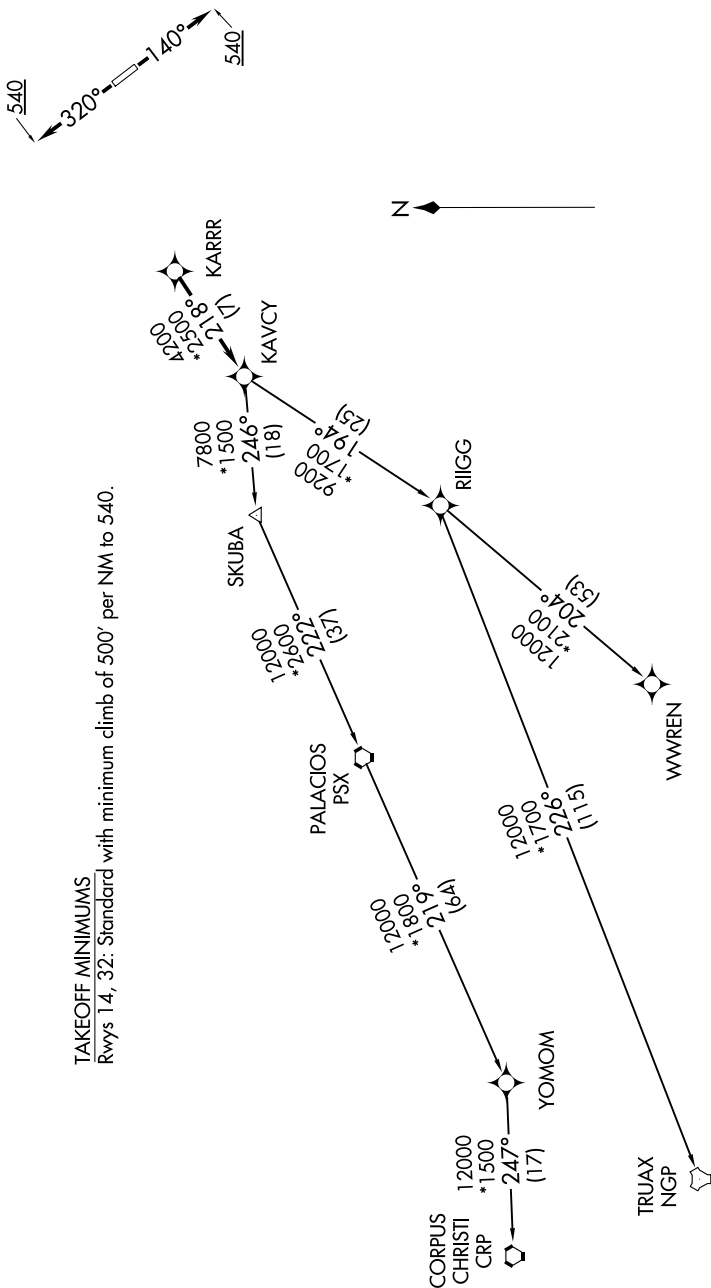 540
320°
140°
540
N
KARRR
4200
*2500
218°
(7)
KAVCY
7800
*1500
246°
(18)
9200
*1700
194°
(25)
SKUBA
RIIGG
TAKEOFF MINIMUMS
Rwys 14, 32: Standard with minimum climb of 500' per NM to 540.
12000
*2600
222°
(37)
12000
*2100
204°
(53)
PALACIOS
PSX
WWREN
12000
*1700
226°
(115)
12000
*1800
219°
(64)
YOMOM
12000
*1500
247°
(17)
CORPUS
CHRISTI
CRP
TRUAX
NGP